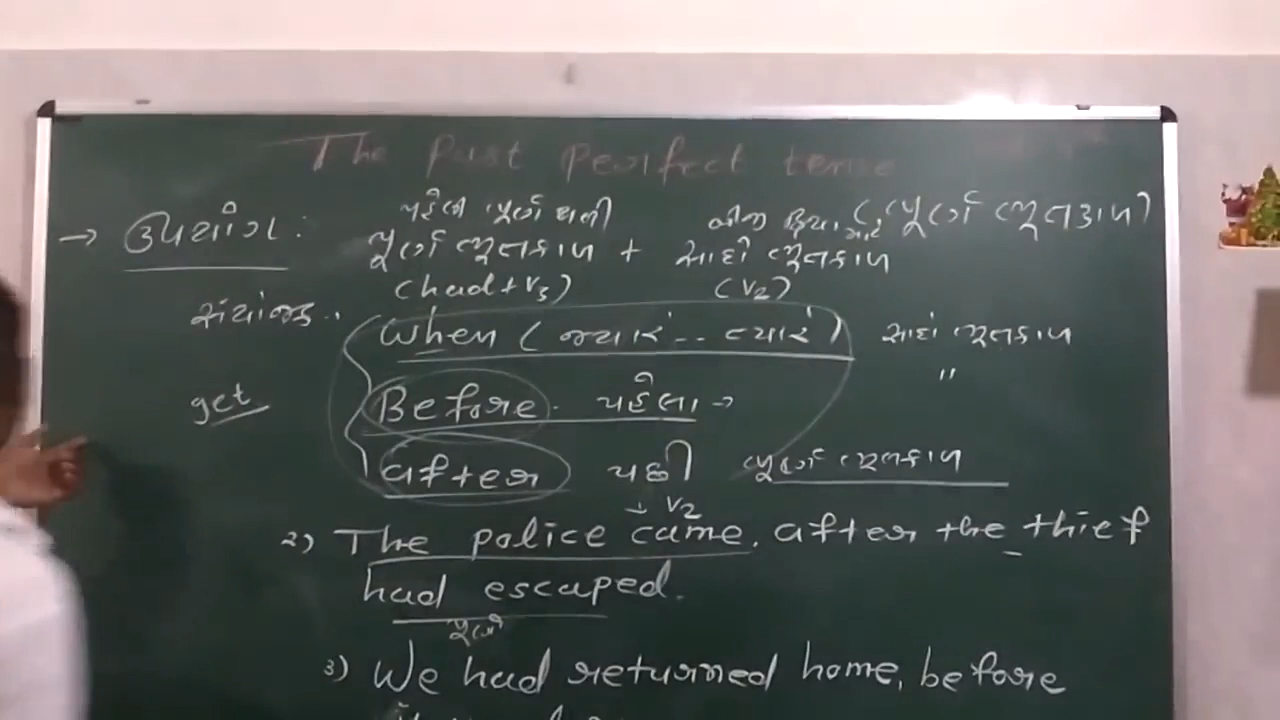 The Past Perfect tense
→ ઉપયોગ : પહેલી પૂર્ણ થતી બીજી ક્રિયા (પૂર્ણ ભૂતકાળ)
પૂર્ણ ભૂતકાળ + સાદો ભૂતકાળ
(had + V3) (V2)
સંયોજક..
When ( જ્યારે -- ત્યારે ) સાદો ભૂતકાળ
get
Before. પહેલા → "
after પછી પૂર્ણ ભૂતકાળ
→ V2
2) The police came. after the thief
had escaped.
પૂર્ણ
3) We had returned home, before